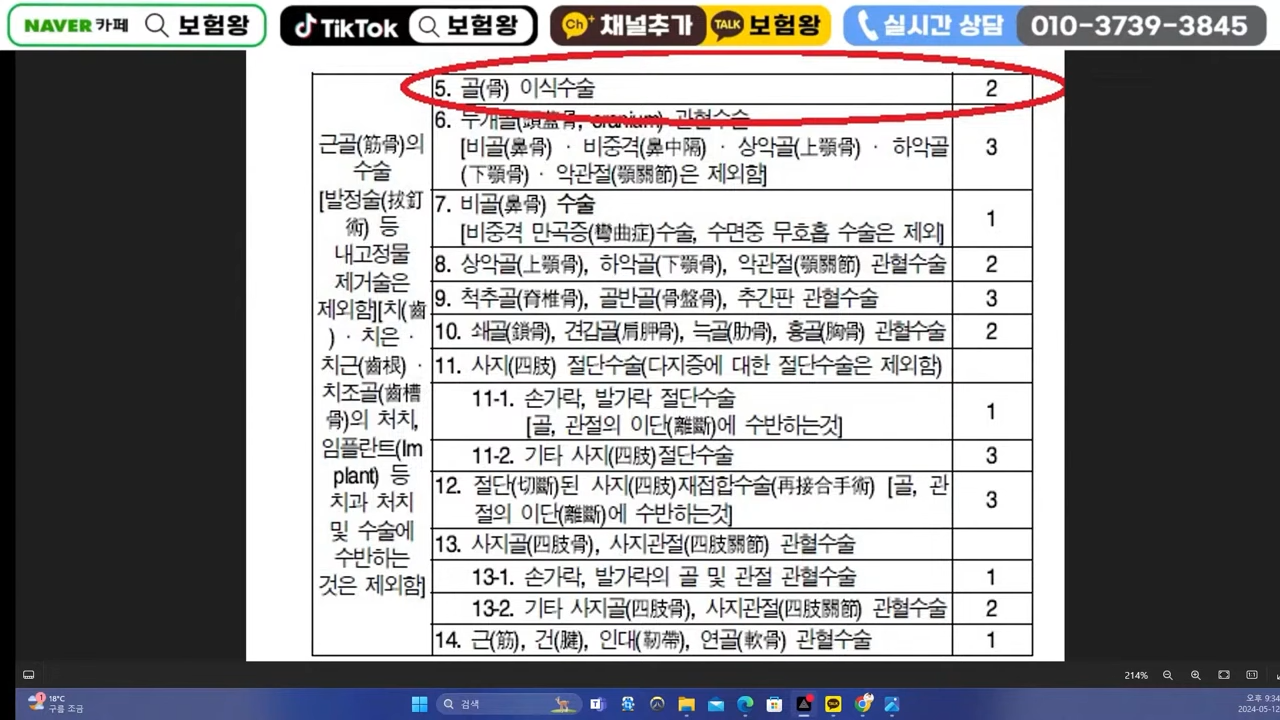 NAVER 카페 보험왕 TikTok 보험왕 Ch+ 채널추가 TALK 보험왕 실시간 상담 010-3739-3845
근골(筋骨)의
수술
[발정술(拔釘
術) 등
내고정물
제거술은
제외함][치(齒
)·치은·
치근(齒根)·
치조골(齒槽
骨)의 처치,
임플란트(Im
plant) 등
치과 처치
및 수술에
수반하는
것은 제외함]
5. 골(骨) 이식수술 2
6. 두개골(頭蓋骨, cranium) 관혈수술
[비골(鼻骨)·비중격(鼻中隔)·상악골(上顎骨)·하악골 3
(下顎骨)·악관절(顎關節)은 제외함]
7. 비골(鼻骨) 수술 1
[비중격 만곡증(彎曲症)수술, 수면중 무호흡 수술은 제외]
8. 상악골(上顎骨), 하악골(下顎骨), 악관절(顎關節) 관혈수술 2
9. 척추골(脊椎骨), 골반골(骨盤骨), 추간판 관혈수술 3
10. 쇄골(鎖骨), 견갑골(肩胛骨), 늑골(肋骨), 흉골(胸骨) 관혈수술 2
11. 사지(四肢) 절단수술(다지증에 대한 절단수술은 제외함)
11-1. 손가락, 발가락 절단수술 1
[골, 관절의 이단(離斷)에 수반하는것]
11-2. 기타 사지(四肢)절단수술 3
12. 절단(切斷)된 사지(四肢)재접합수술(再接合手術) [골, 관 3
절의 이단(離斷)에 수반하는것]
13. 사지골(四肢骨), 사지관절(四肢關節) 관혈수술
13-1. 손가락, 발가락의 골 및 관절 관혈수술 1
13-2. 기타 사지골(四肢骨), 사지관절(四肢關節) 관혈수술 2
14. 근(筋), 건(腱), 인대(靭帶), 연골(軟骨) 관혈수술 1
214%
1 18°C
구름 조금
검색
오후 9:34
2024-05-12